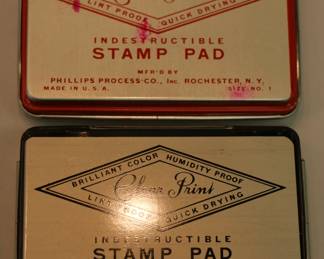 LINT PROOF QUICK DRYING
INDESTRUCTIBLE
STAMP PAD
MFR'D BY
PHILLIPS PROCESS CO., Inc. ROCHESTER, N.Y.
MADE IN U.S.A. SIZE NO. 1
BRILLIANT COLOR HUMIDITY PROOF
Clear Print
LINT PROOF QUICK DRYING
INDESTRUCTIBLE
STAMP PAD